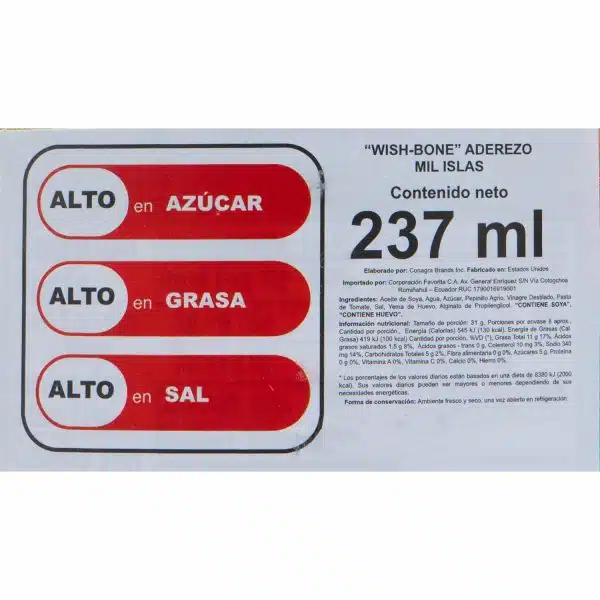 ALTO en AZÚCAR
ALTO en GRASA
ALTO en SAL
“WISH-BONE” ADEREZO
MIL ISLAS
Contenido neto
237 ml
Elaborado por: Conagra Brands Inc. Fabricado en: Estados Unidos
Importado por: Corporación Favorita C.A. Av. General Enríquez S/N Vía Cotogchoa
Rumiñahui – Ecuador RUC 1790016919001
Ingredientes: Aceite de Soya, Agua, Azúcar, Pepinillo Agrio, Vinagre Destilado, Pasta
de Tomate, Sal, Yema de Huevo, Alginato de Propilenglicol. "CONTIENE SOYA",
"CONTIENE HUEVO".
Información nutricional: Tamaño de porción: 31 g, Porciones por envase 8 aprox.,
Cantidad por porción., Energía (Calorías) 545 kJ (130 kcal). Energía de Grasas (Cal.
Grasa) 419 kJ (100 kcal) Cantidad por porción, %VD (*), Grasa Total 11 g 17%, Ácidos
grasos saturados 1,5 g 8%, Ácidos grasos - trans 0 g, Colesterol 10 mg 3%, Sodio 340
mg 14%, Carbohidratos Totales 5 g 2%, Fibra alimentaria 0 g 0%, Azúcares 5 g, Proteína
0 g 0%, Vitamina A 0%, Vitamina C 0%, Calcio 0%, Hierro 0%.
* Los porcentajes de los valores diarios están basados en una dieta de 8380 kJ (2000
kcal). Sus valores diarios pueden ser mayores o menores dependiendo de sus
necesidades energéticas.
Forma de conservación: Ambiente fresco y seco, una vez abierto en refrigeración.